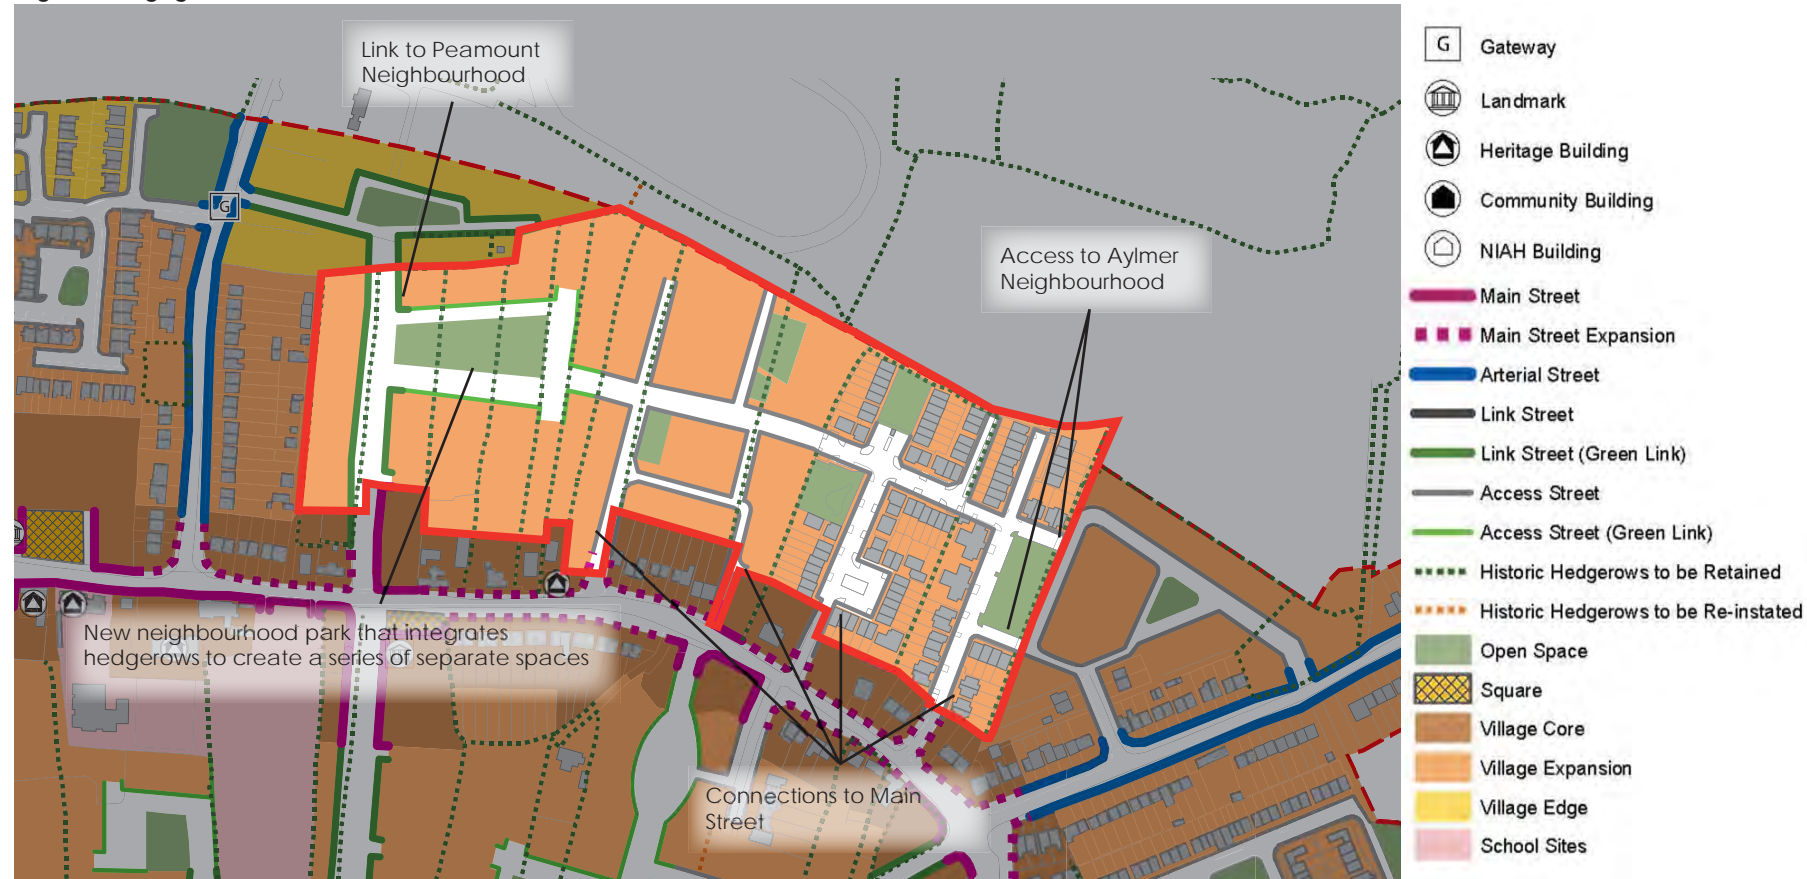 Link to Peamount
Neighbourhood
G
Access to Aylmer
Neighbourhood
New neighbourhood park that integrates
hedgerows to create a series of separate spaces
Connections to Main
Street
G Gateway
Landmark
Heritage Building
Community Building
NIAH Building
Main Street
Main Street Expansion
Arterial Street
Link Street
Link Street (Green Link)
Access Street
Access Street (Green Link)
Historic Hedgerows to be Retained
Historic Hedgerows to be Re-instated
Open Space
Square
Village Core
Village Expansion
Village Edge
School Sites